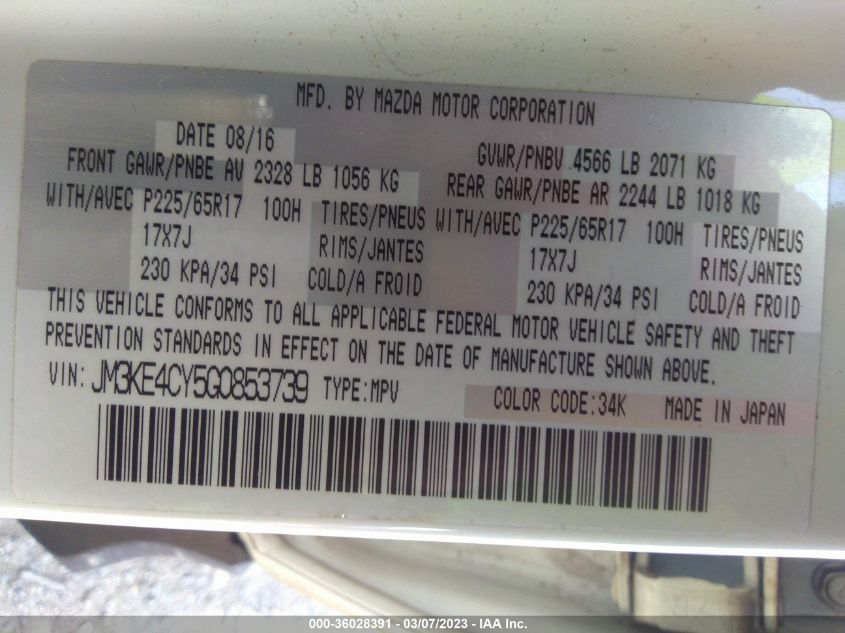 MFD. BY MAZDA MOTOR CORPORATION
DATE 08/16
GVWR/PNBV 4566 LB 2071 KG
FRONT GAWR/PNBE AV 2328 LB 1056 KG
REAR GAWR/PNBE AR 2244 LB 1018 KG
WITH/AVEC P225/65R17 100H TIRES/PNEUS
17X7J RIMS/JANTES
230 KPA/34 PSI COLD/A FROID
WITH/AVEC P225/65R17 100H TIRES/PNEUS
17X7J RIMS/JANTES
230 KPA/34 PSI COLD/A FROID
THIS VEHICLE CONFORMS TO ALL APPLICABLE FEDERAL MOTOR VEHICLE SAFETY AND THEFT
PREVENTION STANDARDS IN EFFECT ON THE DATE OF MANUFACTURE SHOWN ABOVE.
VIN: JM3KE4CY5G0853739 TYPE:MPV COLOR CODE:34K MADE IN JAPAN
000-36028391 - 03/07/2023 - IAA Inc.